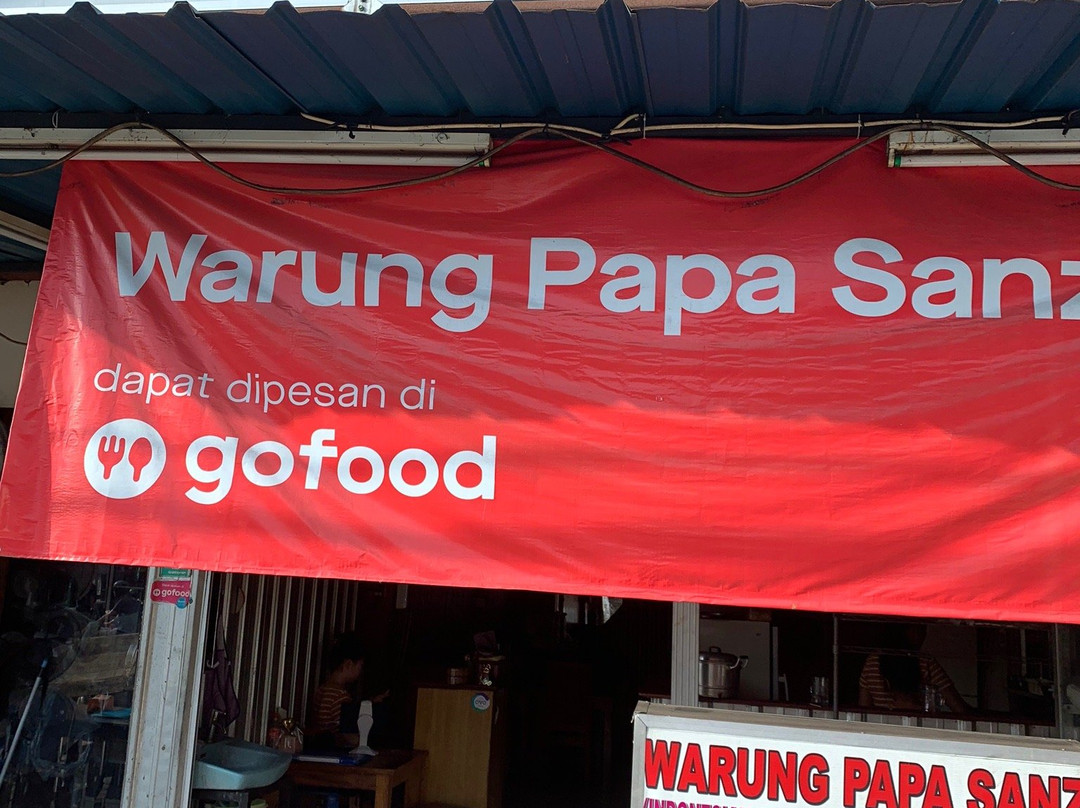 Warung Papa Sanz
dapat dipesan di
gofood
gofood
WARUNG PAPA SANZ